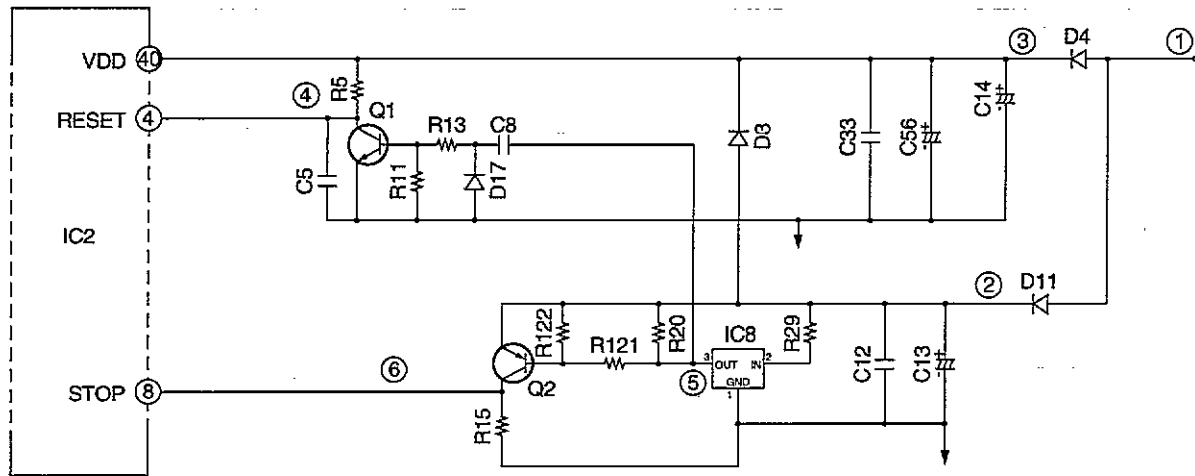 VDD
40
RESET
4
IC2
STOP
8
④
R5
Q1
R13
C8
C5
R11
D17
D3
C33
C56
+
-
C14
+
-
③
D4
①
②
D11
R122
R121
R20
IC8
3
OUT
IN
2
GND
1
R29
⑤
C12
C13
+
-
⑥
Q2
R15